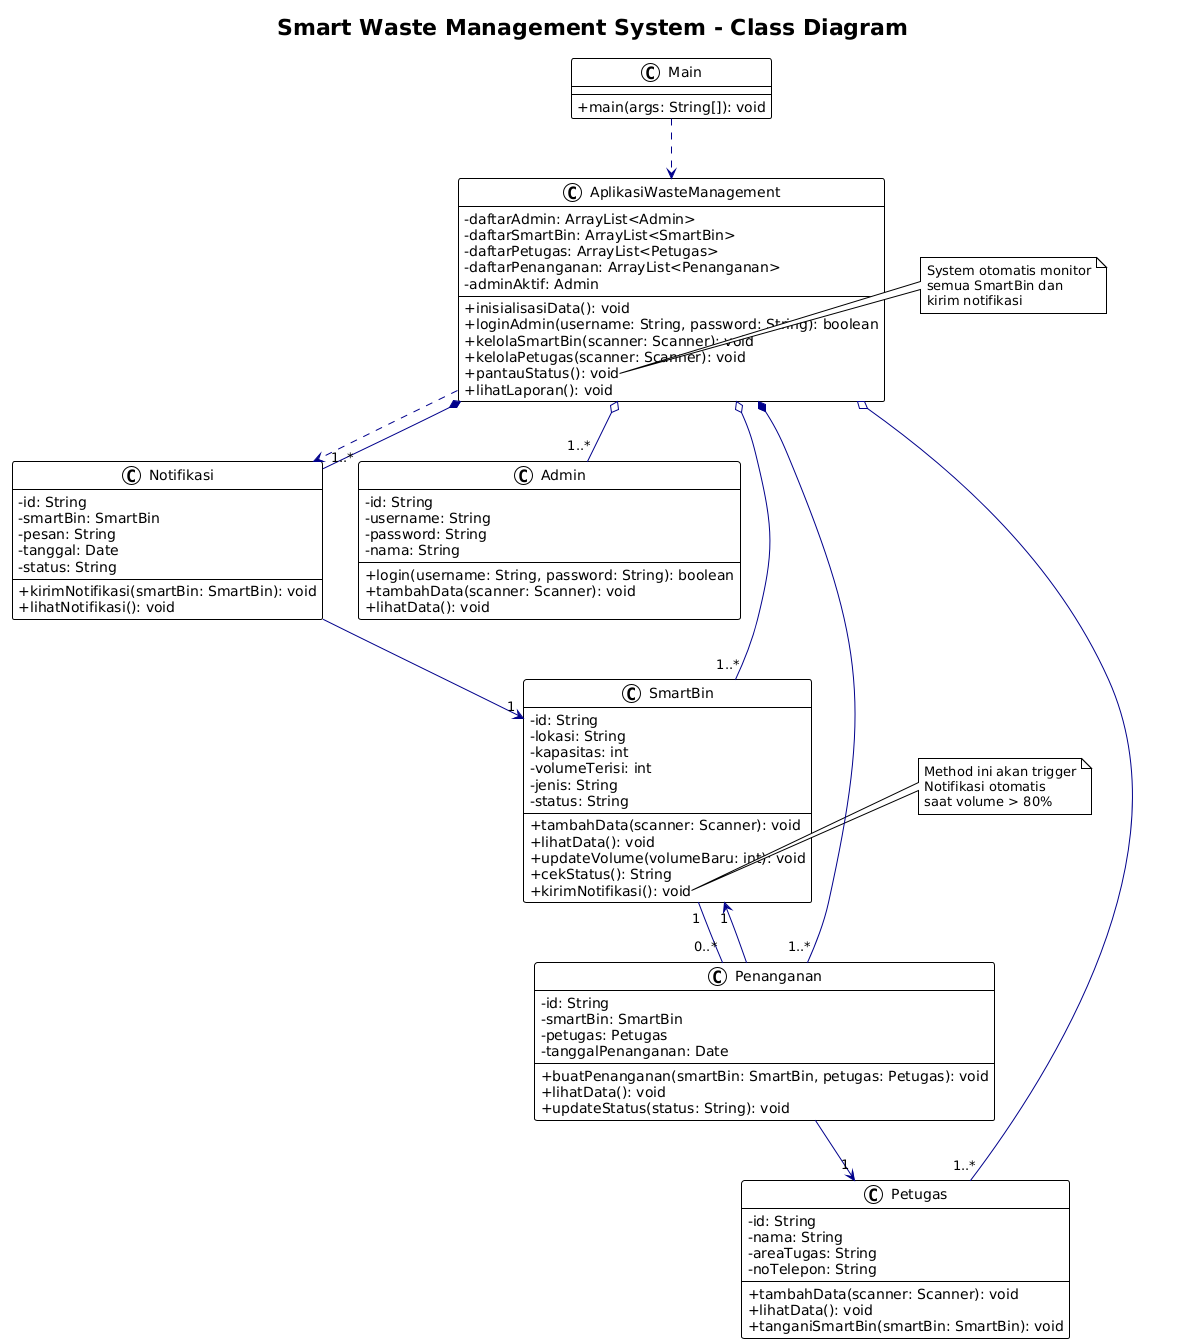 Smart Waste Management System - Class Diagram
C Main
+main(args: String[]): void
C AplikasiWasteManagement
-daftarAdmin: ArrayList<Admin>
-daftarSmartBin: ArrayList<SmartBin>
-daftarPetugas: ArrayList<Petugas>
-daftarPenanganan: ArrayList<Penanganan>
-adminAktif: Admin
+inisialisasiData(): void
+loginAdmin(username: String, password: String): boolean
+kelolaSmartBin(scanner: Scanner): void
+kelolaPetugas(scanner: Scanner): void
+pantauStatus(): void
+lihatLaporan(): void
System otomatis monitor
semua SmartBin dan
kirim notifikasi
1..*
1..*
C Notifikasi
-id: String
-smartBin: SmartBin
-pesan: String
-tanggal: Date
-status: String
+kirimNotifikasi(smartBin: SmartBin): void
+lihatNotifikasi(): void
C Admin
-id: String
-username: String
-password: String
-nama: String
+login(username: String, password: String): boolean
+tambahData(scanner: Scanner): void
+lihatData(): void
1..*
1
C SmartBin
-id: String
-lokasi: String
-kapasitas: int
-volumeTerisi: int
-jenis: String
-status: String
+tambahData(scanner: Scanner): void
+lihatData(): void
+updateVolume(volumeBaru: int): void
+cekStatus(): String
+kirimNotifikasi(): void
Method ini akan trigger
Notifikasi otomatis
saat volume > 80%
1
1
0..*
1..*
C Penanganan
-id: String
-smartBin: SmartBin
-petugas: Petugas
-tanggalPenanganan: Date
+buatPenanganan(smartBin: SmartBin, petugas: Petugas): void
+lihatData(): void
+updateStatus(status: String): void
1
1..*
C Petugas
-id: String
-nama: String
-areaTugas: String
-noTelepon: String
+tambahData(scanner: Scanner): void
+lihatData(): void
+tanganiSmartBin(smartBin: SmartBin): void